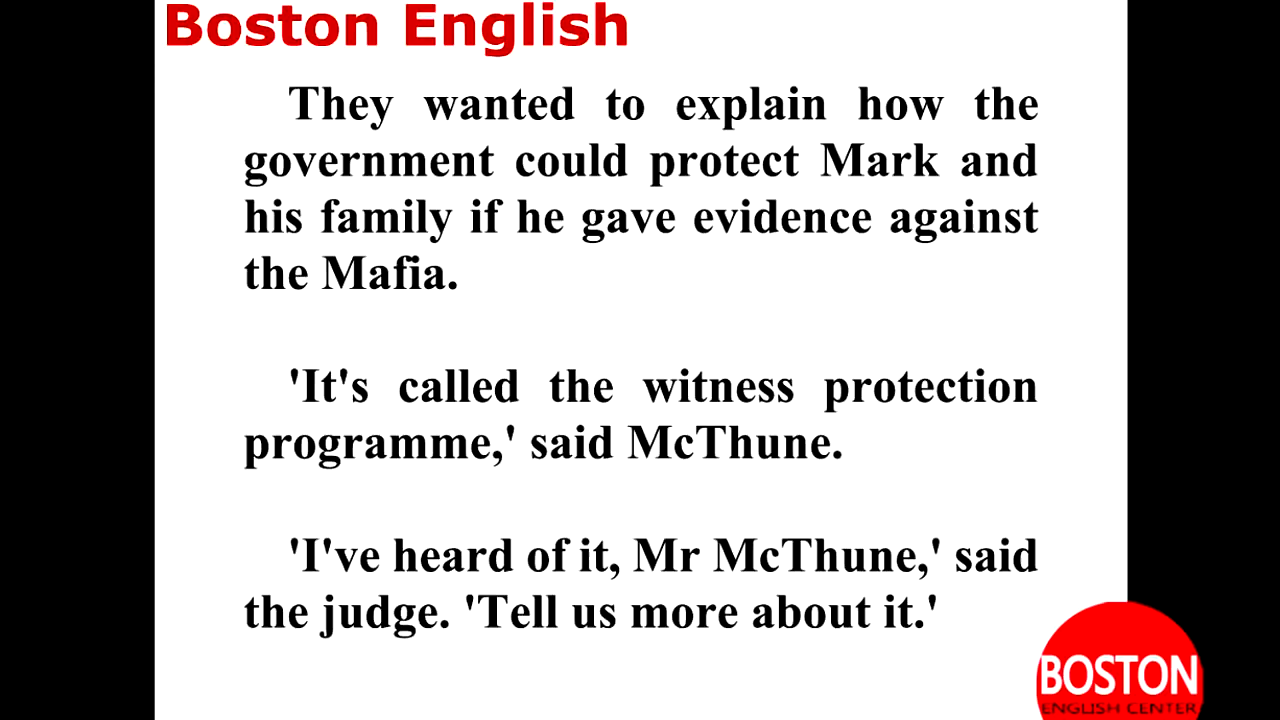 Boston English
They wanted to explain how the
government could protect Mark and
his family if he gave evidence against
the Mafia.
'It's called the witness protection
programme,' said McThune.
'I've heard of it, Mr McThune,' said
the judge. 'Tell us more about it.'
BOSTON
ENGLISH CENTER